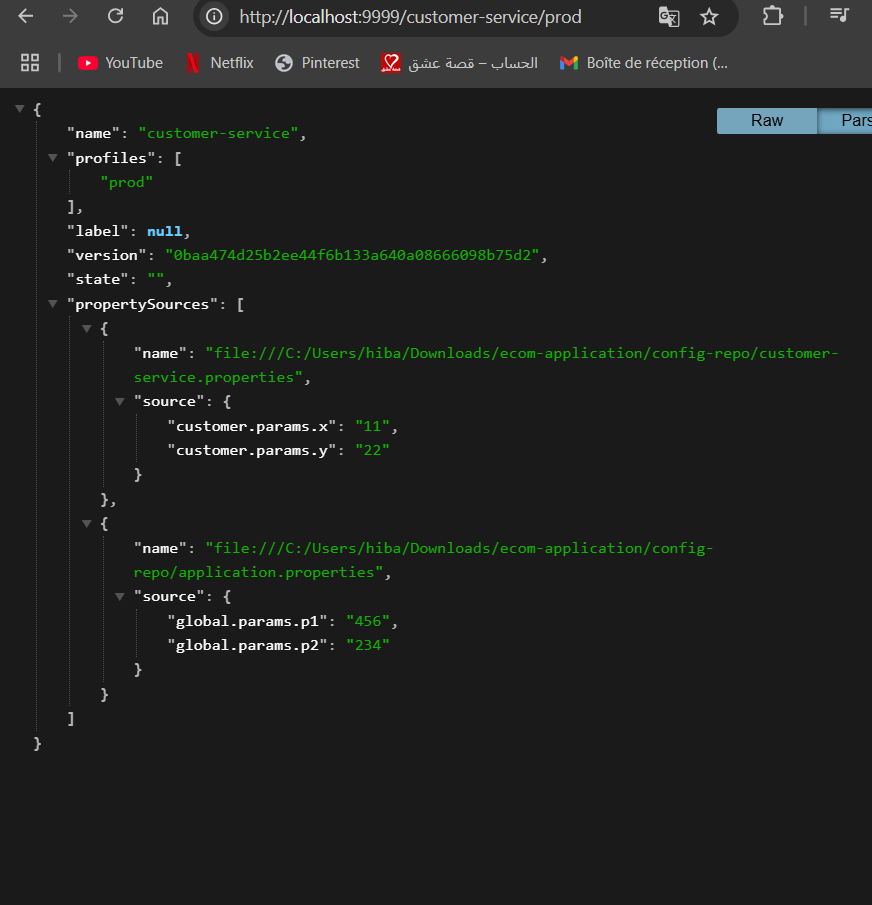 http://localhost:9999/customer-service/prod
YouTube Netflix Pinterest الحساب – قصة عشق Boîte de réception (...
Raw Pars
{
"name": "customer-service",
"profiles": [
"prod"
],
"label": null,
"version": "0baa474d25b2ee44f6b133a640a08666098b75d2",
"state": "",
"propertySources": [
{
"name": "file:///C:/Users/hiba/Downloads/ecom-application/config-repo/customer-
service.properties",
"source": {
"customer.params.x": "11",
"customer.params.y": "22"
}
},
{
"name": "file:///C:/Users/hiba/Downloads/ecom-application/config-
repo/application.properties",
"source": {
"global.params.p1": "456",
"global.params.p2": "234"
}
}
]
}